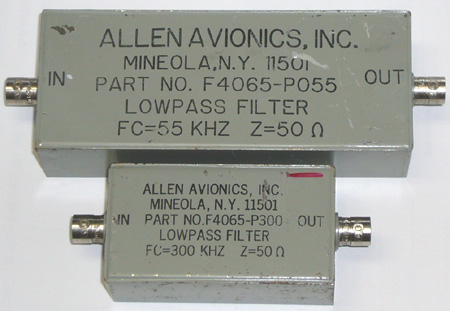 ALLEN AVIONICS, INC.
MINEOLA, N.Y. 11501
IN PART NO. F4065-P055 OUT
LOWPASS FILTER
FC=55 KHZ Z=50 Ω
ALLEN AVIONICS, INC.
MINEOLA, N.Y. 11501
IN PART NO. F4065-P300 OUT
LOWPASS FILTER
FC=300 KHZ Z=50 Ω